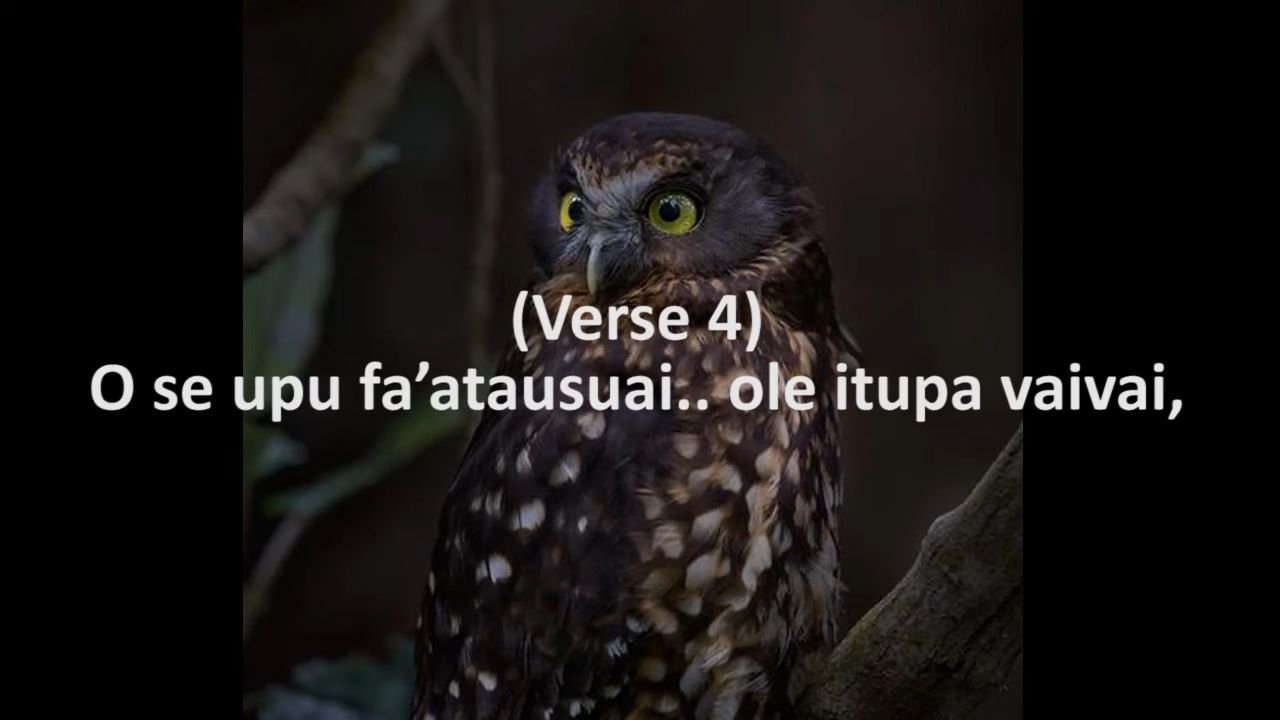 (Verse 4)
O se upu fa’atausuai.. ole itupa vaivai,